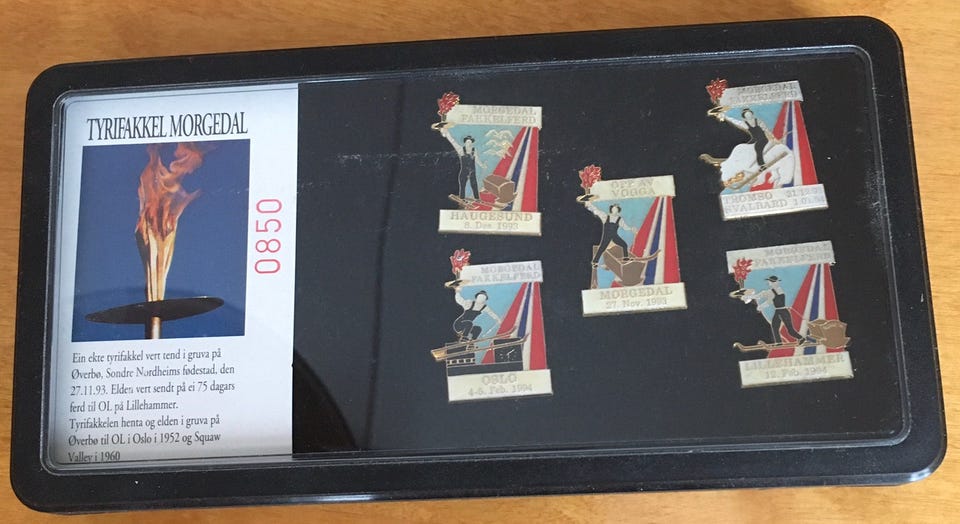 TYRIFAKKEL MORGEDAL
0850
Ein ekte tyrifakkel vert tend i gruva på
Øverbø, Sondre Nordheims fødestad, den
27.11.93. Elden vert sendt på ei 75 dagars
ferd til OL på Lillehammer.
Tyrifakkelen henta og elden i gruva på
Øverbø til OL i Oslo i 1952 og Squaw
Valley i 1960
MORGEDAL
FAKKELFERD
HAUGESUND
8. Des. 1993
MORGEDAL
FAKKELFERD
OSLO
4-5. Feb. 1994
OPP AV
VOGGA
MORGEDAL
27. Nov. 1993
MORGEDAL
FAKKELFERD
TROMSØ
SVALBARD
MORGEDAL
FAKKELFERD
LILLEHAMMER
12. Feb. 1994